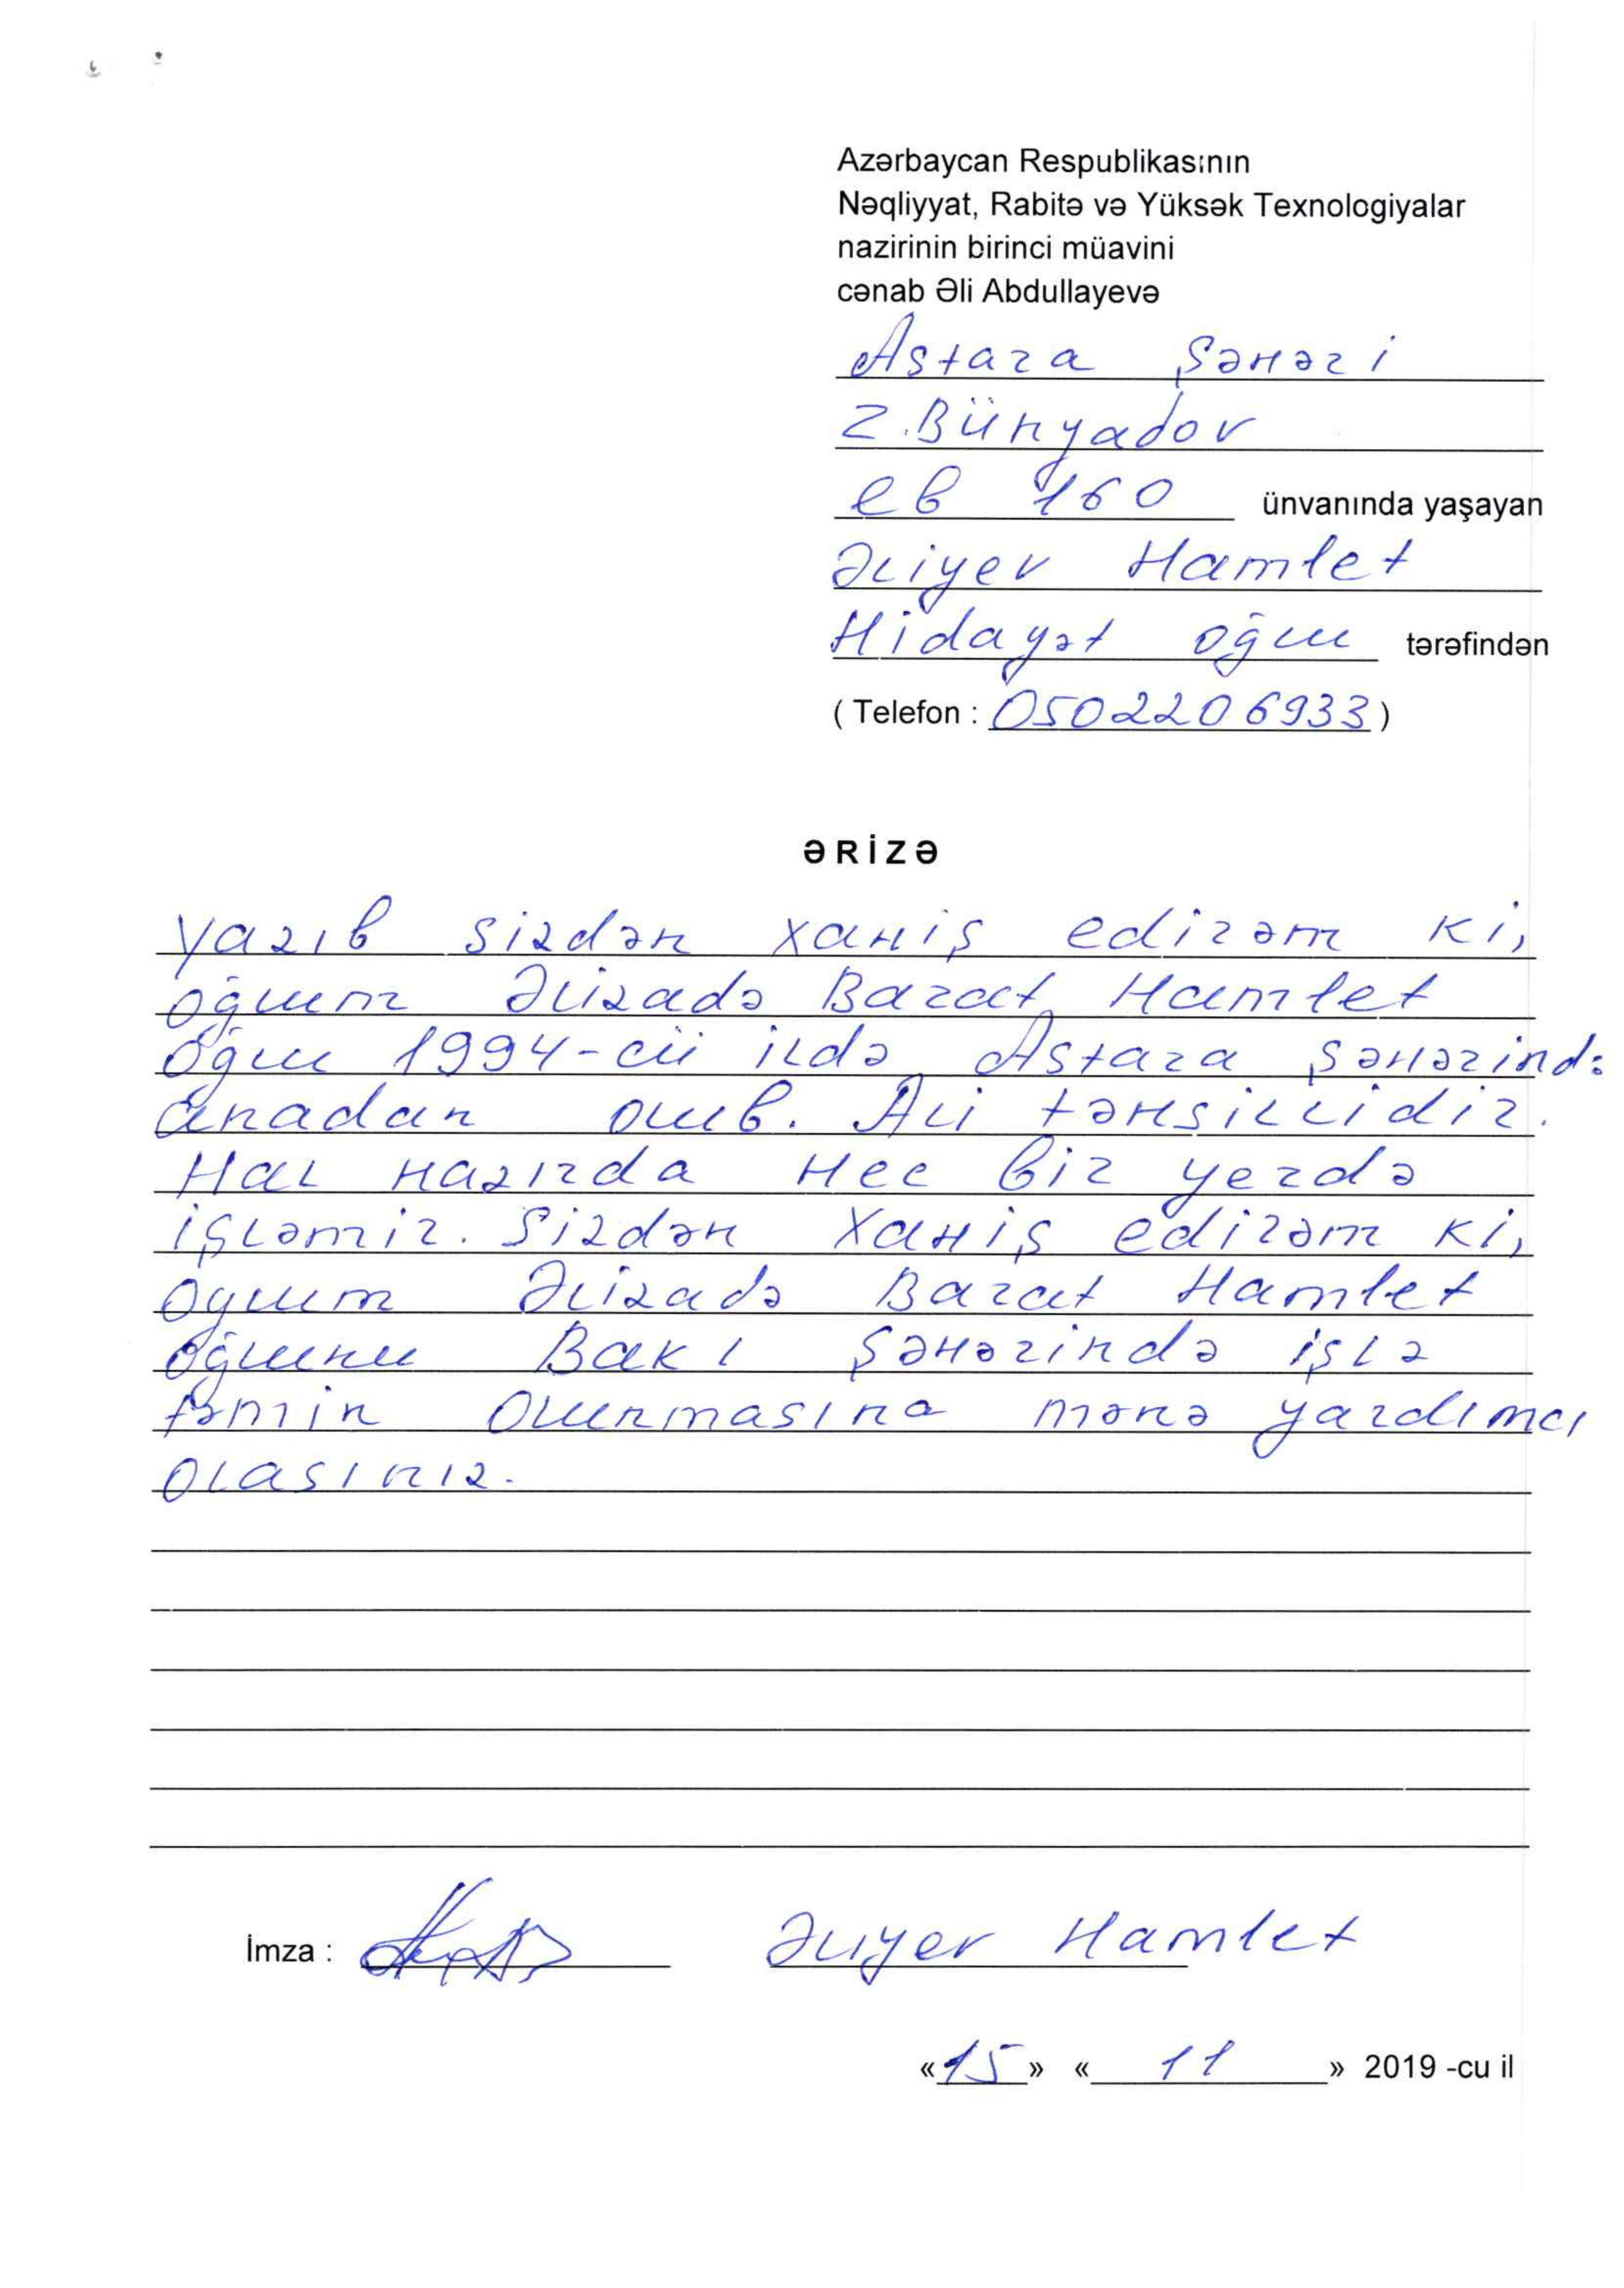 Azərbaycan Respublikasının
Nəqliyyat, Rabitə və Yüksək Texnologiyalar
nazirinin birinci müavini
cənab Əli Abdullayevə
Astara şəhəri
Z.Bünyadov
ev 160 ünvanında yaşayan
Əliyev Hamlet
Hidayət oğlu tərəfindən
( Telefon : 0502206933 )
ƏRİZƏ
Yazıb sizdən xahiş edirəm ki,
oğlum Əlizadə Barat Hamlet
oğlu 1994-cü ildə Astara şəhərində
anadan olub. Ali təhsillidir.
Hal hazırda Hec bir yerdə
işləmir. Sizdən xahiş edirəm ki,
oglum Əlizadə Barat Hamlet
oğlunu Bakı şəhərində işlə
təmin olunmasına mənə yardımcı
olasınız.
İmza : Əliyev Hamlet
«15» « 11 » 2019 -cu il